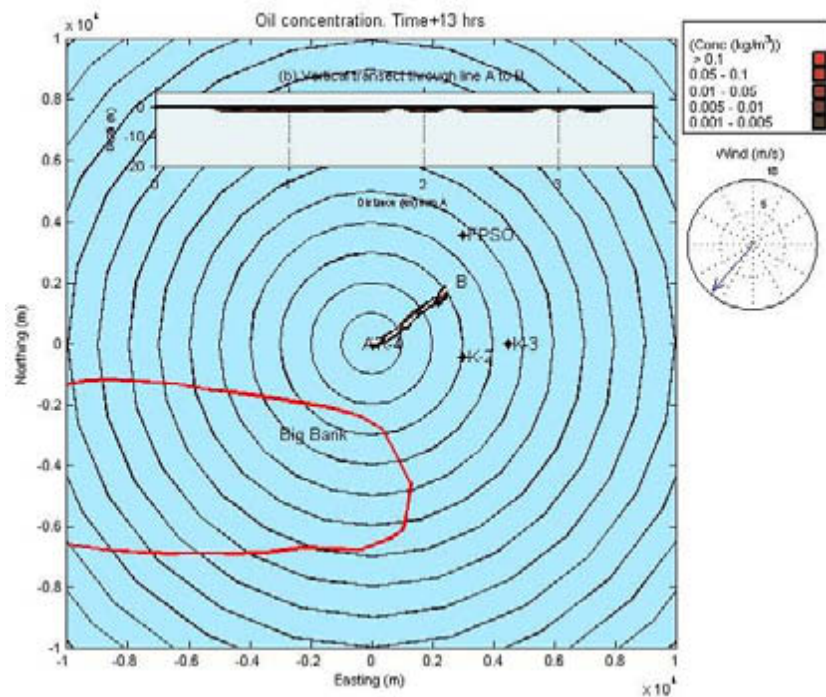 Oil concentration. Time+13 hrs
x 10⁴
(b) Vertical transect through line A to B
0
-10
20
0
1
2
3
Distance
(Conc (kg/m³))
> 0.1
0.05 - 0.1
0.01 - 0.05
0.005 - 0.01
0.001 - 0.005
Wind (m/s)
10
5
1
0.8
0.6
0.4
0.2
0
-0.2
-0.4
-0.6
-0.8
-1
Northing (m)
FPSO
B
K-3
K-2
Big Bank
-1
-0.8
-0.6
-0.4
-0.2
0
0.2
0.4
0.6
0.8
1
Easting (m)
x 10⁴